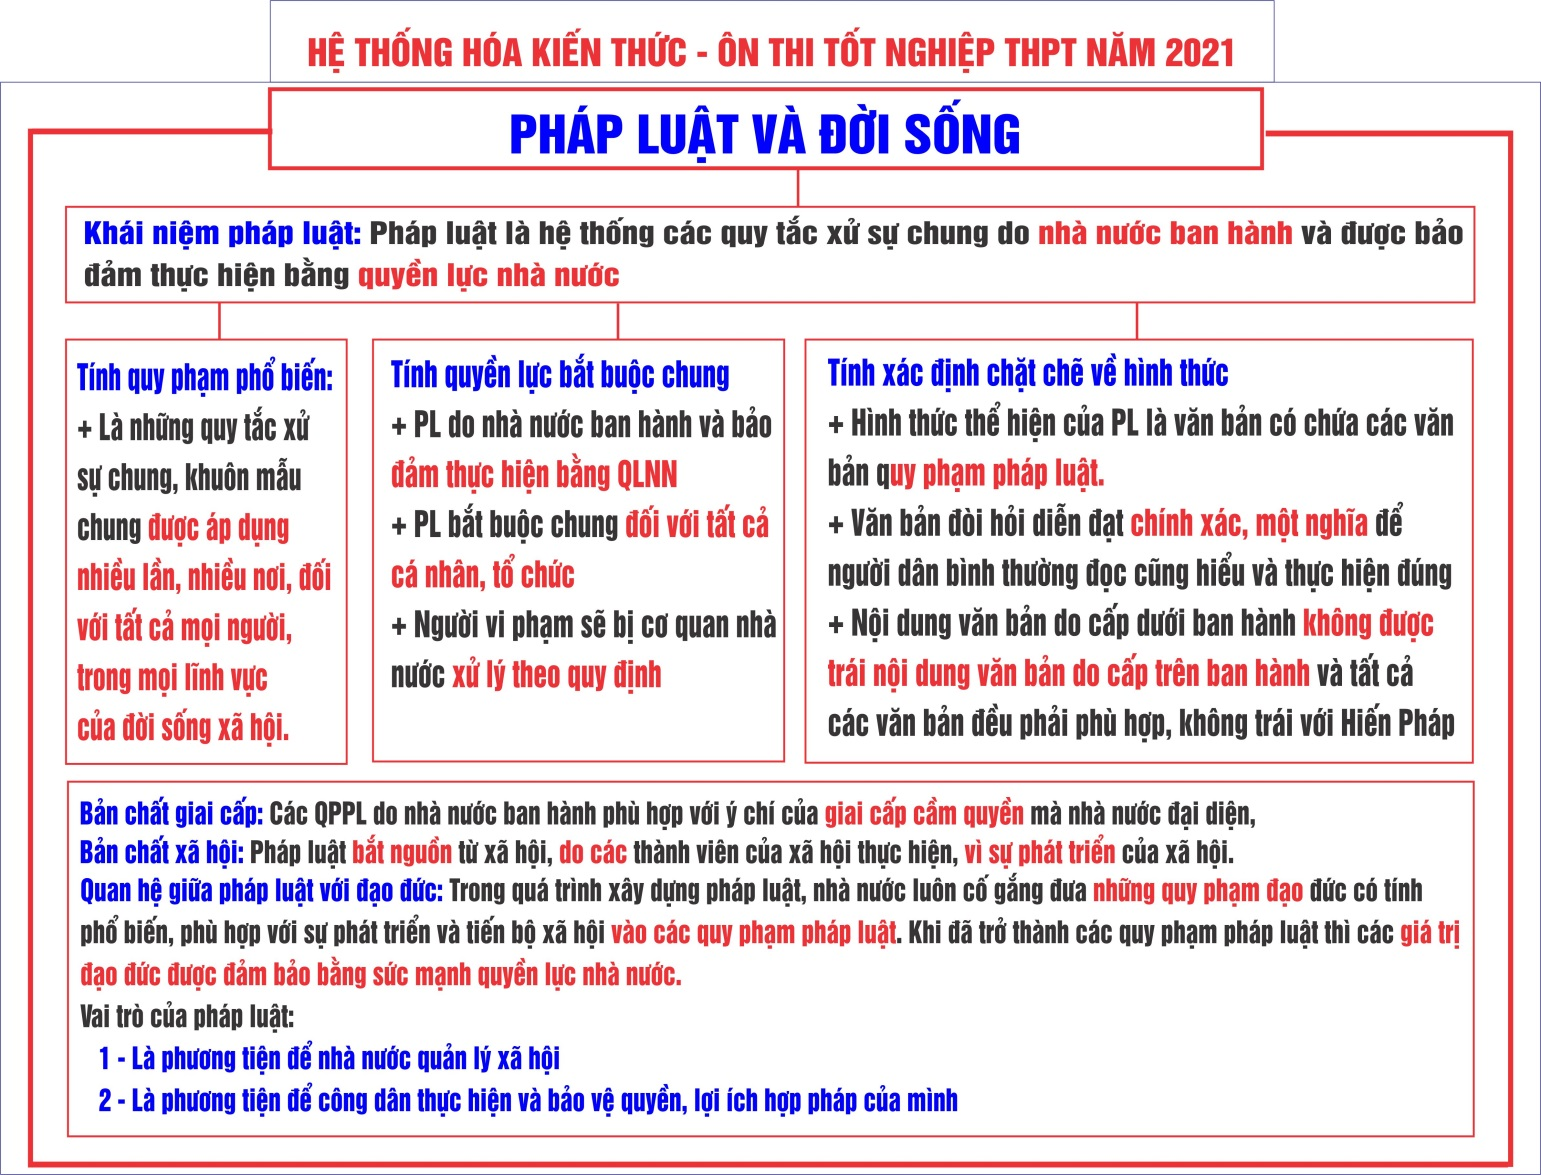 HỆ THỐNG HÓA KIẾN THỨC - ÔN THI TỐT NGHIỆP THPT NĂM 2021
PHÁP LUẬT VÀ ĐỜI SỐNG
Khái niệm pháp luật: Pháp luật là hệ thống các quy tắc xử sự chung do nhà nước ban hành và được bảo
đảm thực hiện bằng quyền lực nhà nước
Tính quy phạm phổ biến:
+ Là những quy tắc xử
sự chung, khuôn mẫu
chung được áp dụng
nhiều lần, nhiều nơi, đối
với tất cả mọi người,
trong mọi lĩnh vực
của đời sống xã hội.
Tính quyền lực bắt buộc chung
+ PL do nhà nước ban hành và bảo
đảm thực hiện bằng QLNN
+ PL bắt buộc chung đối với tất cả
cá nhân, tổ chức
+ Người vi phạm sẽ bị cơ quan nhà
nước xử lý theo quy định
Tính xác định chặt chẽ về hình thức
+ Hình thức thể hiện của PL là văn bản có chứa các văn
bản quy phạm pháp luật.
+ Văn bản đòi hỏi diễn đạt chính xác, một nghĩa để
người dân bình thường đọc cũng hiểu và thực hiện đúng
+ Nội dung văn bản do cấp dưới ban hành không được
trái nội dung văn bản do cấp trên ban hành và tất cả
các văn bản đều phải phù hợp, không trái với Hiến Pháp
Bản chất giai cấp: Các QPPL do nhà nước ban hành phù hợp với ý chí của giai cấp cầm quyền mà nhà nước đại diện,
Bản chất xã hội: Pháp luật bắt nguồn từ xã hội, do các thành viên của xã hội thực hiện, vì sự phát triển của xã hội.
Quan hệ giữa pháp luật với đạo đức: Trong quá trình xây dựng pháp luật, nhà nước luôn cố gắng đưa những quy phạm đạo đức có tính
phổ biến, phù hợp với sự phát triển và tiến bộ xã hội vào các quy phạm pháp luật. Khi đã trở thành các quy phạm pháp luật thì các giá trị
đạo đức được đảm bảo bằng sức mạnh quyền lực nhà nước.
Vai trò của pháp luật:
1 - Là phương tiện để nhà nước quản lý xã hội
2 - Là phương tiện để công dân thực hiện và bảo vệ quyền, lợi ích hợp pháp của mình